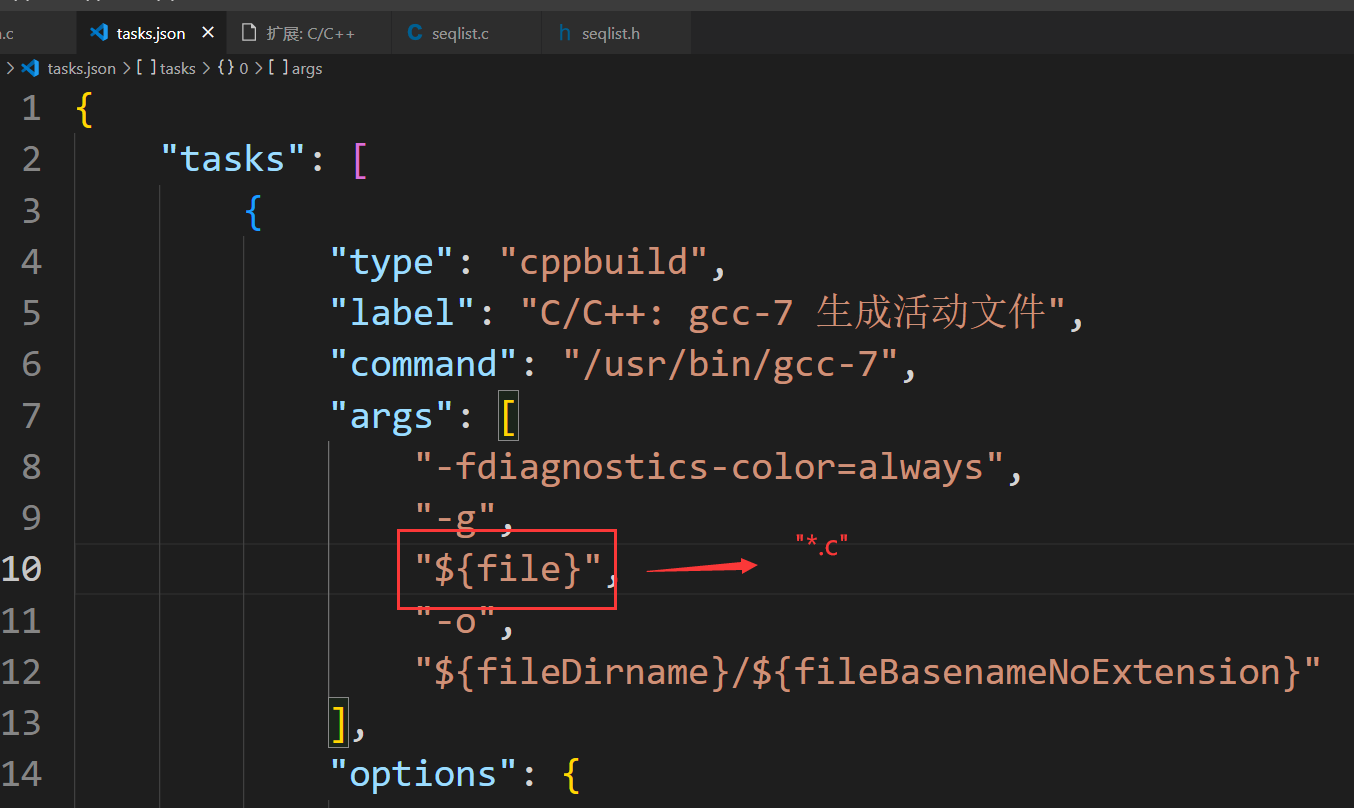 .c
tasks.json
扩展: C/C++
C seqlist.c
h seqlist.h
tasks.json > [ ] tasks > {} 0 > [ ] args
1 {
2 "tasks": [
3 {
4 "type": "cppbuild",
5 "label": "C/C++: gcc-7 生成活动文件",
6 "command": "/usr/bin/gcc-7",
7 "args": [
8 "-fdiagnostics-color=always",
9 "-g",
10 "${file}",
"*.c"
11 "-o",
12 "${fileDirname}/${fileBasenameNoExtension}"
13 ],
14 "options": {